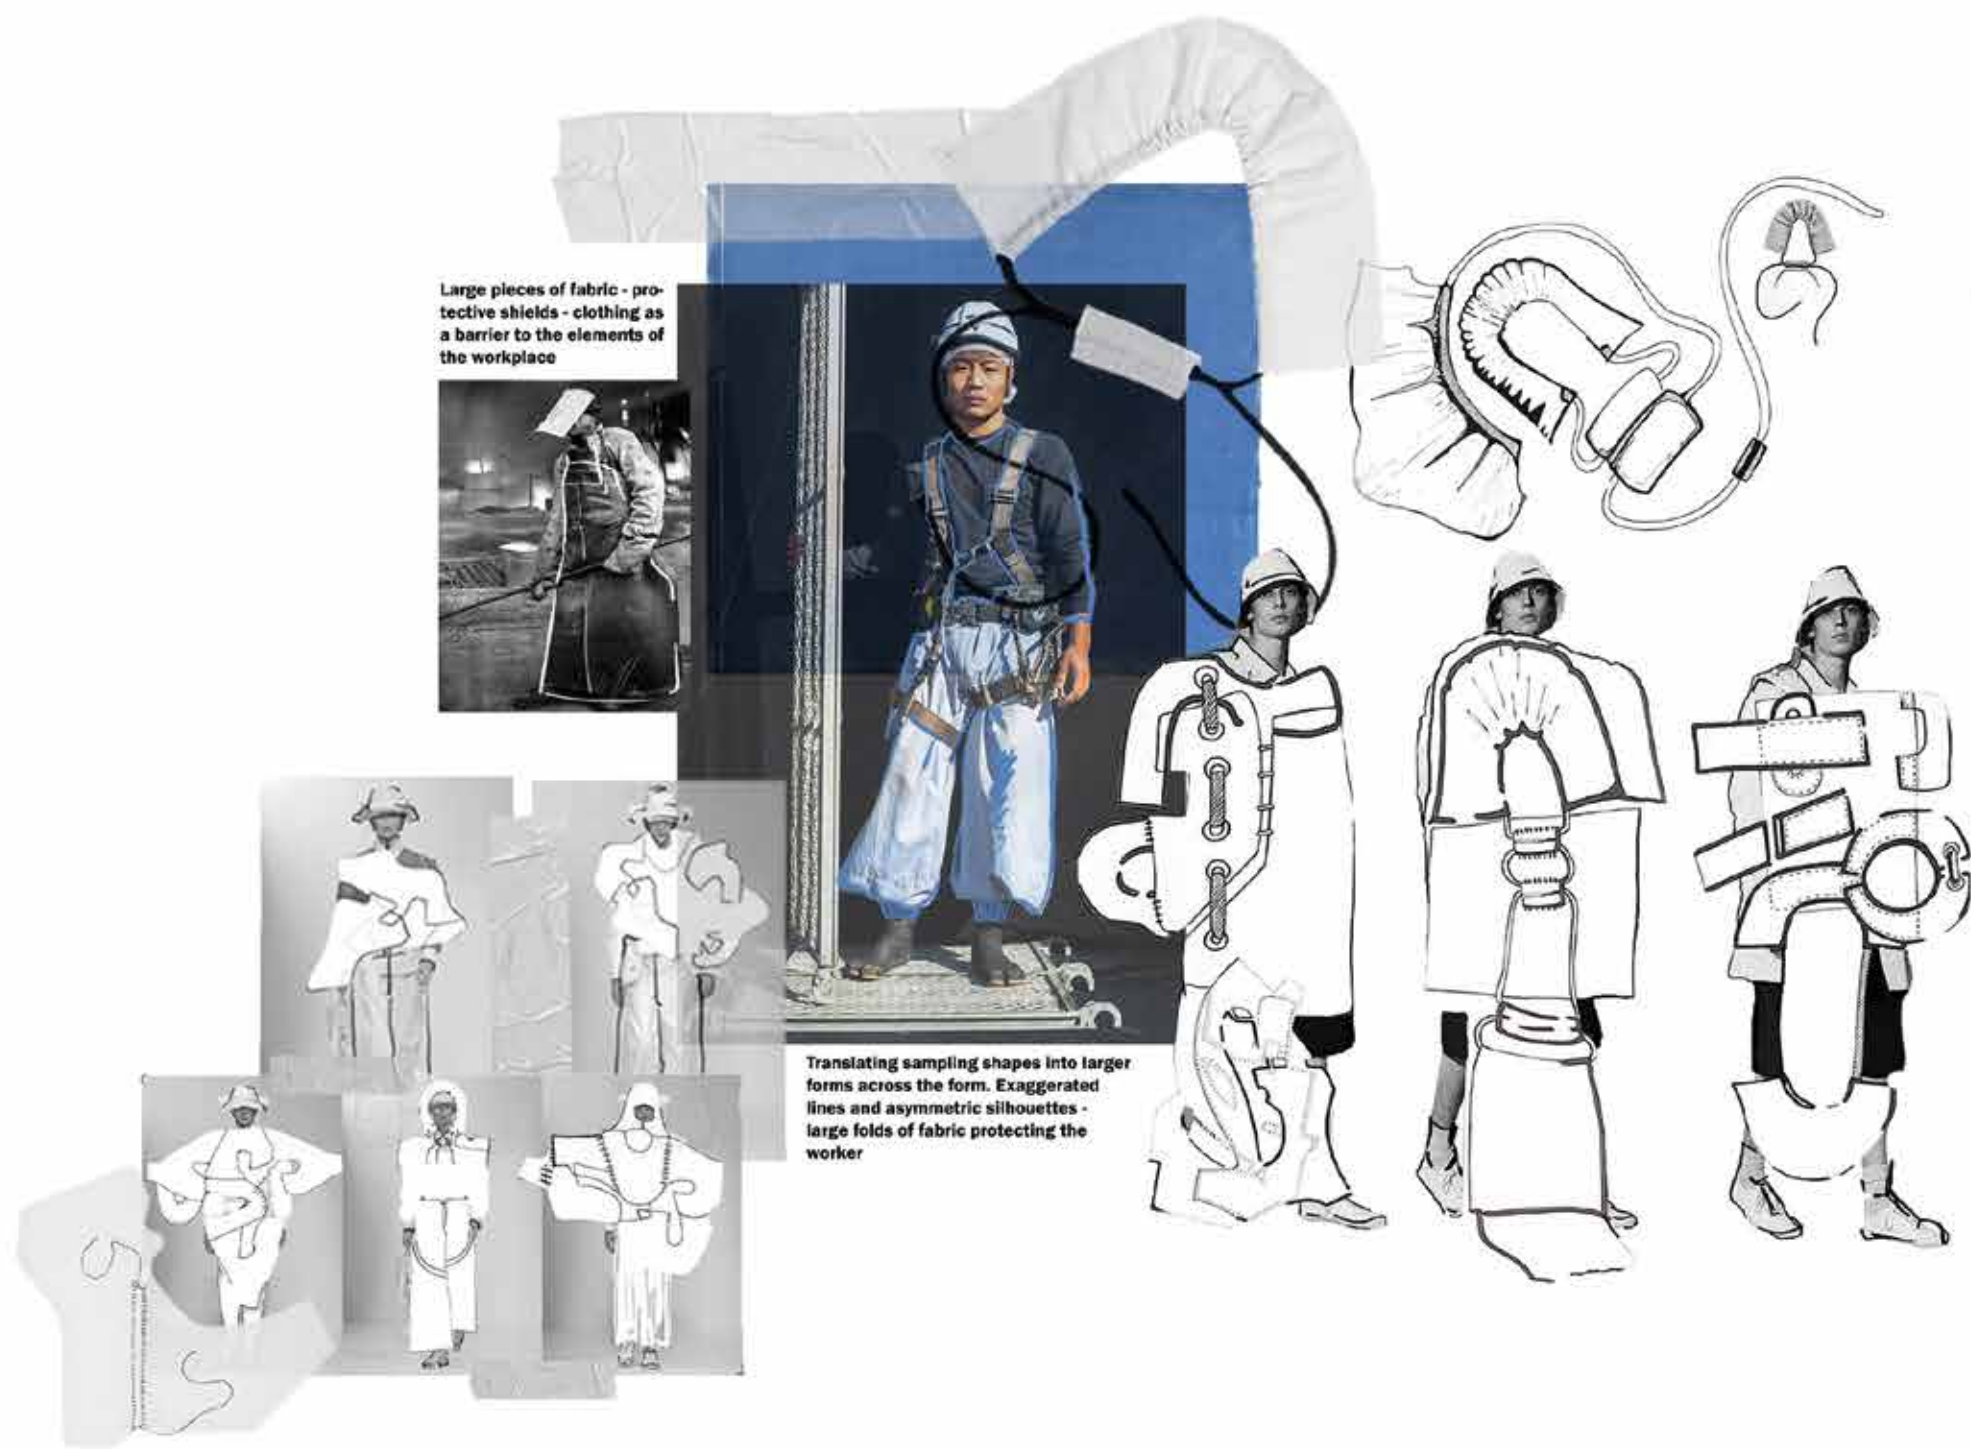 Large pieces of fabric - pro-
tective shields - clothing as
a barrier to the elements of
the workplace
Translating sampling shapes into larger
forms across the form. Exaggerated
lines and asymmetric silhouettes -
large folds of fabric protecting the
worker